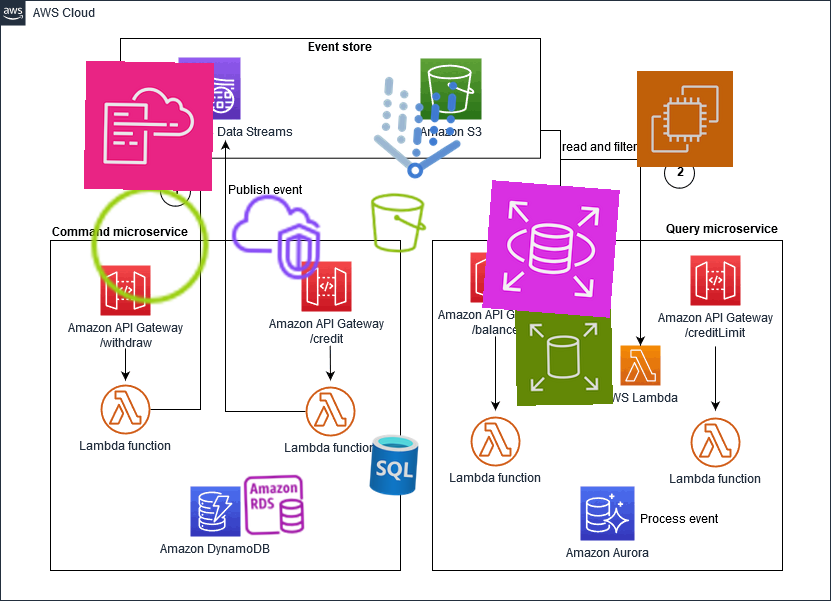 aws
AWS Cloud
Event store
Data Streams
Amazon S3
read and filter
2
Publish event
Command microservice
Query microservice
Amazon API Gateway
/withdraw
Amazon API Gateway
/credit
Amazon API G
/balance
Amazon API Gateway
/creditLimit
WS Lambda
Lambda function
Lambda function
Lambda function
Lambda function
SQL
Amazon
RDS
Process event
Amazon DynamoDB
Amazon Aurora